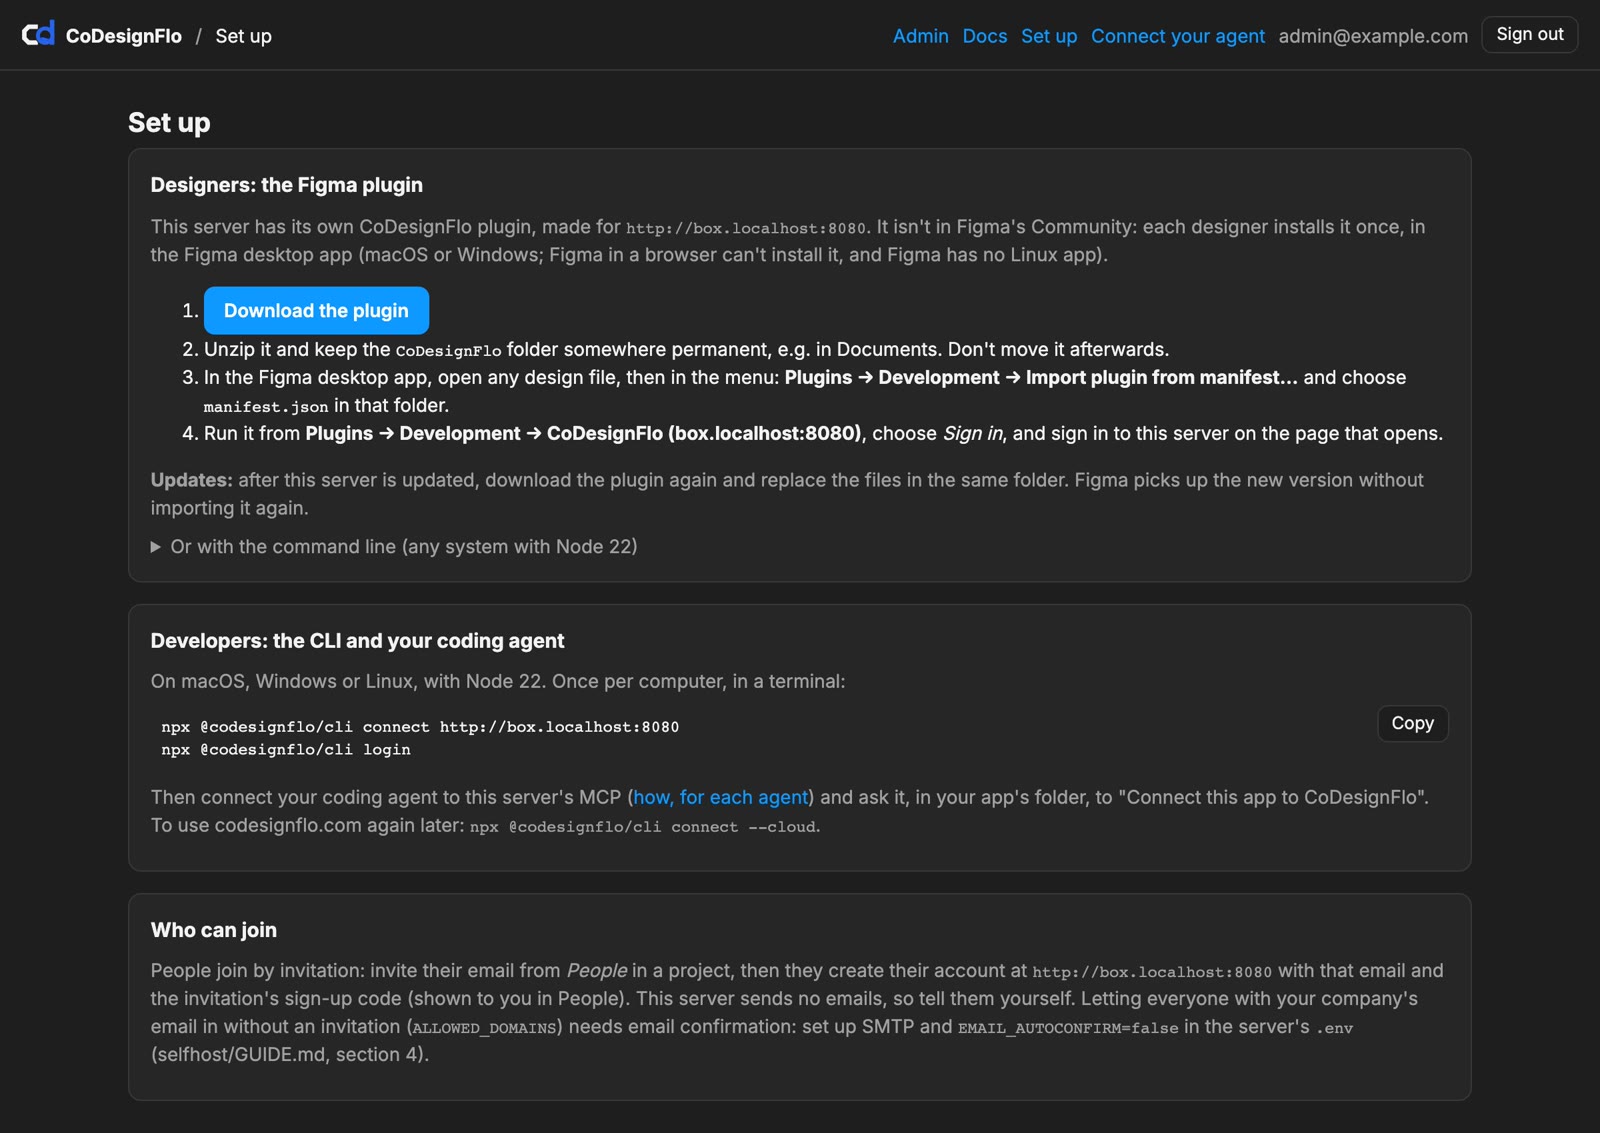 Cd CoDesignFlo / Set up
Admin Docs Set up Connect your agent admin@example.com Sign out
Set up
Designers: the Figma plugin
This server has its own CoDesignFlo plugin, made for http://box.localhost:8080. It isn't in Figma's Community: each designer installs it once, in
the Figma desktop app (macOS or Windows; Figma in a browser can't install it, and Figma has no Linux app).
1. Download the plugin
2. Unzip it and keep the CoDesignFlo folder somewhere permanent, e.g. in Documents. Don't move it afterwards.
3. In the Figma desktop app, open any design file, then in the menu: Plugins → Development → Import plugin from manifest... and choose
manifest.json in that folder.
4. Run it from Plugins → Development → CoDesignFlo (box.localhost:8080), choose Sign in, and sign in to this server on the page that opens.
Updates: after this server is updated, download the plugin again and replace the files in the same folder. Figma picks up the new version without
importing it again.
Or with the command line (any system with Node 22)
Developers: the CLI and your coding agent
On macOS, Windows or Linux, with Node 22. Once per computer, in a terminal:
npx @codesignflo/cli connect http://box.localhost:8080
npx @codesignflo/cli login
Copy
Then connect your coding agent to this server's MCP (how, for each agent) and ask it, in your app's folder, to "Connect this app to CoDesignFlo".
To use codesignflo.com again later: npx @codesignflo/cli connect --cloud.
Who can join
People join by invitation: invite their email from People in a project, then they create their account at http://box.localhost:8080 with that email and
the invitation's sign-up code (shown to you in People). This server sends no emails, so tell them yourself. Letting everyone with your company's
email in without an invitation (ALLOWED_DOMAINS) needs email confirmation: set up SMTP and EMAIL_AUTOCONFIRM=false in the server's .env
(selfhost/GUIDE.md, section 4).